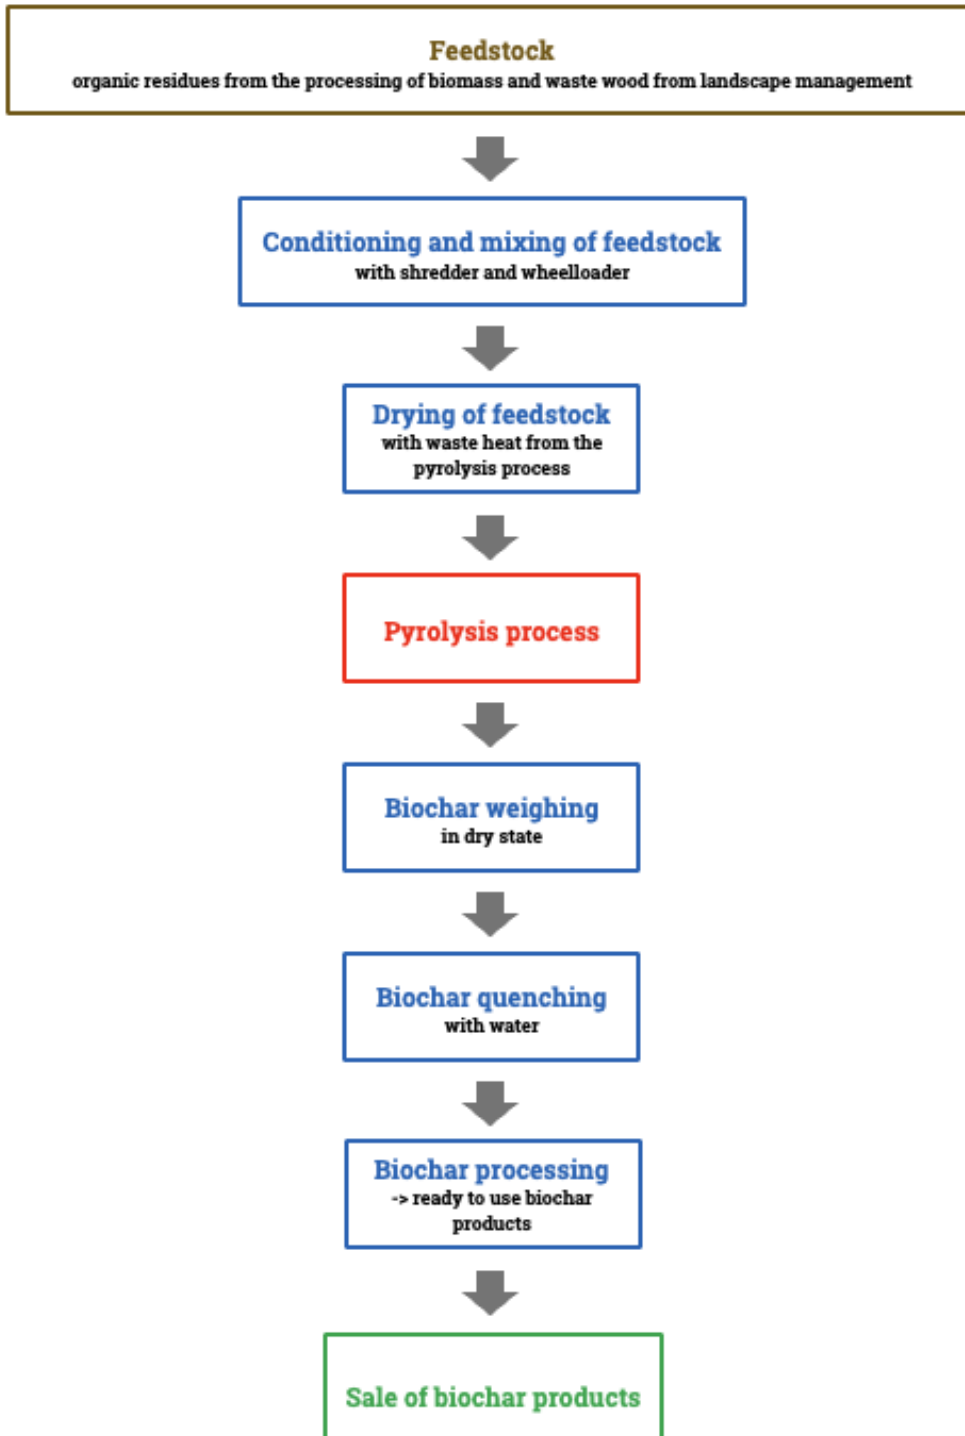 Feedstock
organic residues from the processing of biomass and waste wood from landscape management
Conditioning and mixing of feedstock
with shredder and wheelloader
Drying of feedstock
with waste heat from the
pyrolysis process
Pyrolysis process
Biochar weighing
in dry state
Biochar quenching
with water
Biochar processing
-> ready to use biochar
products
Sale of biochar products